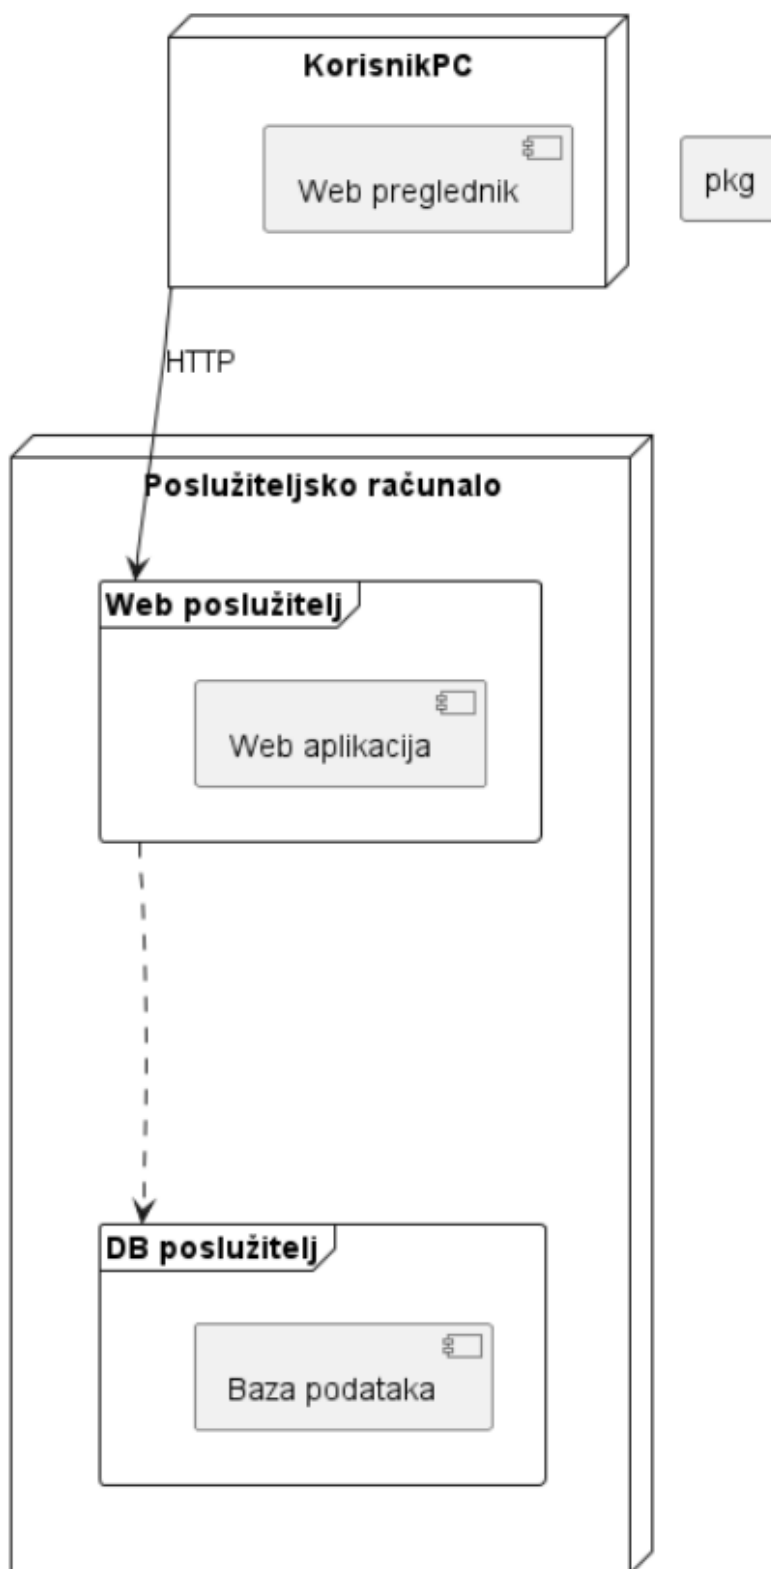 KorisnikPC
Web preglednik
pkg
HTTP
Poslužiteljsko računalo
Web poslužitelj
Web aplikacija
DB poslužitelj
Baza podataka